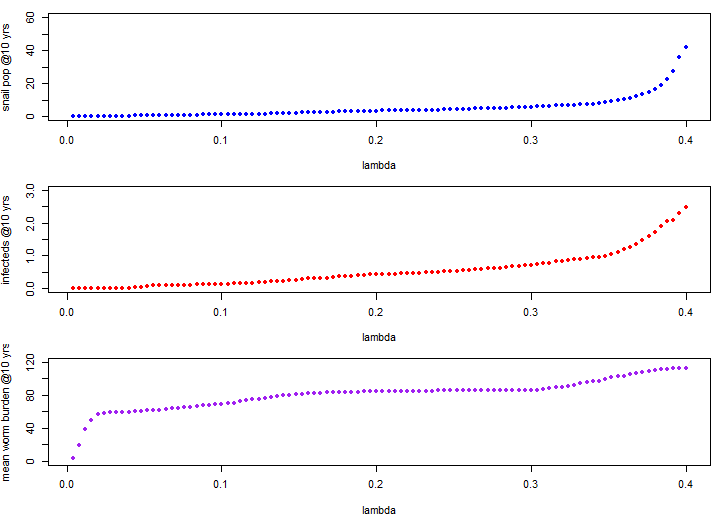 snail pop @10 yrs
60
40
20
0
0.0 0.1 0.2 0.3 0.4
lambda
infecteds @10 yrs
3.0
2.0
1.0
0.0
0.0 0.1 0.2 0.3 0.4
lambda
mean worm burden @10 yrs
120
80
40
0
0.0 0.1 0.2 0.3 0.4
lambda